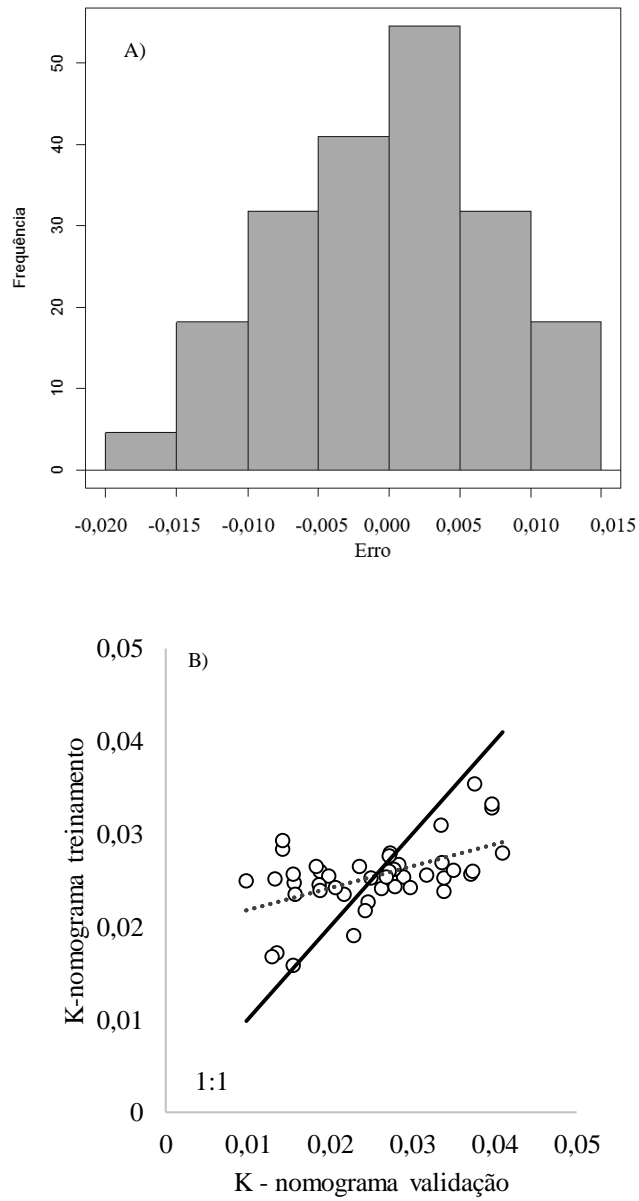 A)
50
40
30
20
10
0
Frequência
-0,020 -0,015 -0,010 -0,005 0,000 0,005 0,010 0,015
Erro
B)
0,05
0,04
0,03
0,02
0,01
0
K-nomograma treinamento
1:1
0 0,01 0,02 0,03 0,04 0,05
K - nomograma validação